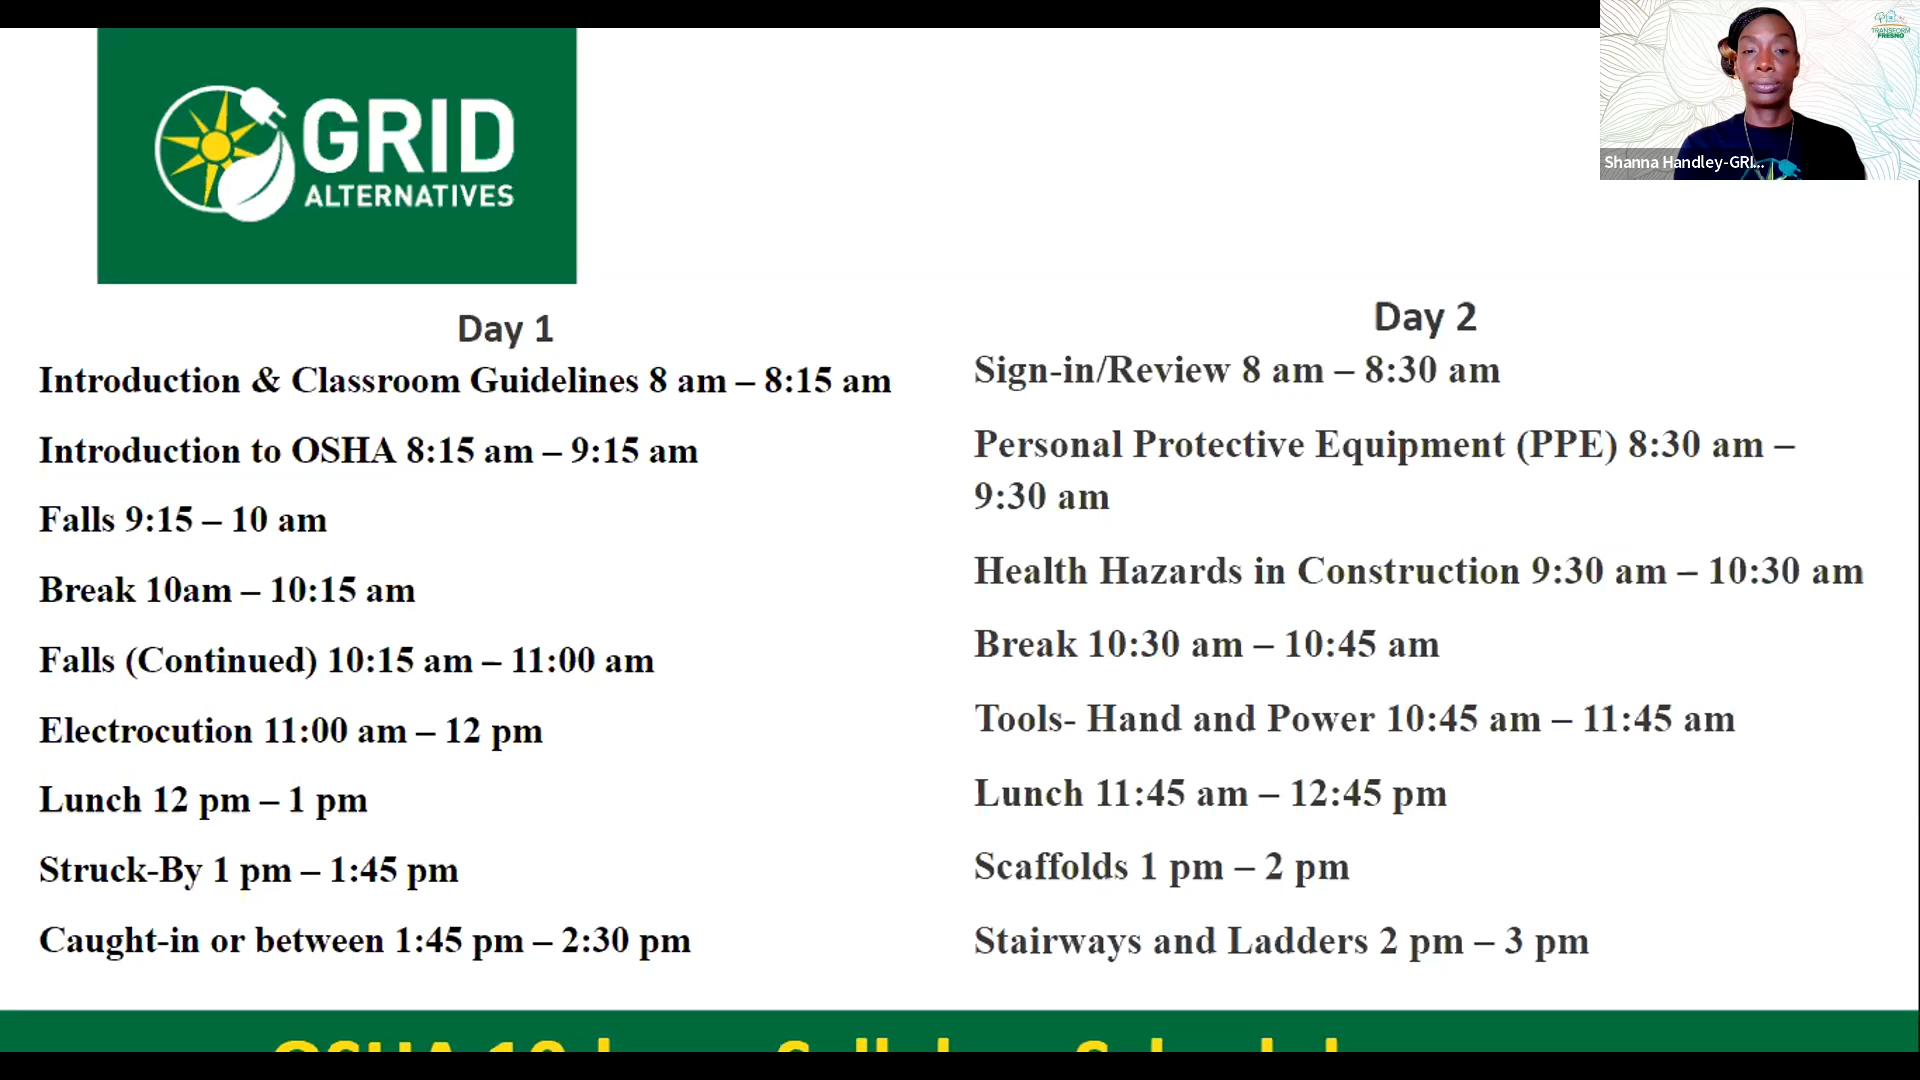 GRID
ALTERNATIVES
TRANSFORM
FRESNO
Shanna Handley-GRI...
Day 1
Introduction & Classroom Guidelines 8 am – 8:15 am
Introduction to OSHA 8:15 am – 9:15 am
Falls 9:15 – 10 am
Break 10am – 10:15 am
Falls (Continued) 10:15 am – 11:00 am
Electrocution 11:00 am – 12 pm
Lunch 12 pm – 1 pm
Struck-By 1 pm – 1:45 pm
Caught-in or between 1:45 pm – 2:30 pm
Day 2
Sign-in/Review 8 am – 8:30 am
Personal Protective Equipment (PPE) 8:30 am –
9:30 am
Health Hazards in Construction 9:30 am – 10:30 am
Break 10:30 am – 10:45 am
Tools- Hand and Power 10:45 am – 11:45 am
Lunch 11:45 am – 12:45 pm
Scaffolds 1 pm – 2 pm
Stairways and Ladders 2 pm – 3 pm